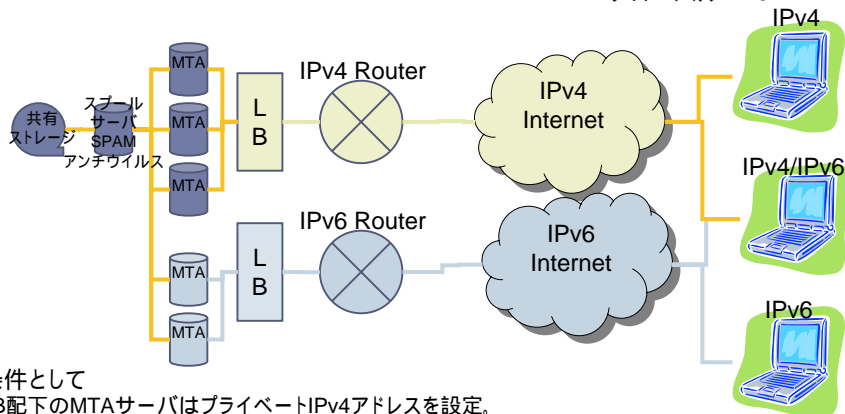 IPv4
MTA
IPv4 Router
IPv4
Internet
L
B
共有
ストレージ
スプール
サーバ
SPAM
アンチウイルス
MTA
MTA
IPv4/IPv6
IPv6 Router
IPv6
Internet
L
B
MTA
MTA
IPv6
件として
配下のMTAサーバはプライベートIPv4アドレスを設定。